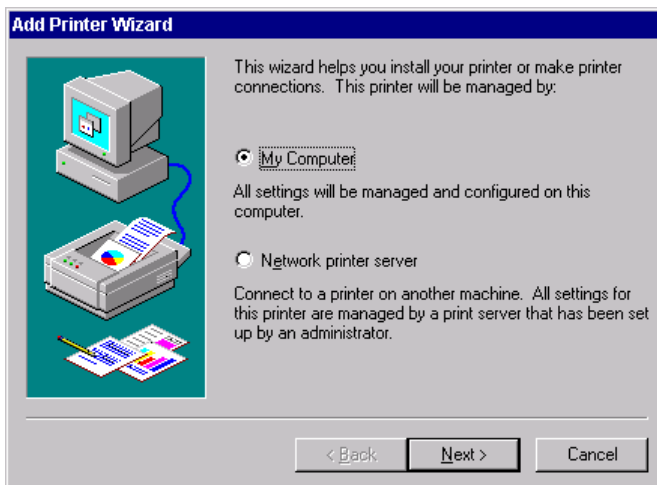 Add Printer Wizard
This wizard helps you install your printer or make printer
connections.  This printer will be managed by:
My Computer
All settings will be managed and configured on this
computer.
Network printer server
Connect to a printer on another machine.  All settings for
this printer are managed by a print server that has been set
up by an administrator.
< Back
Next >
Cancel